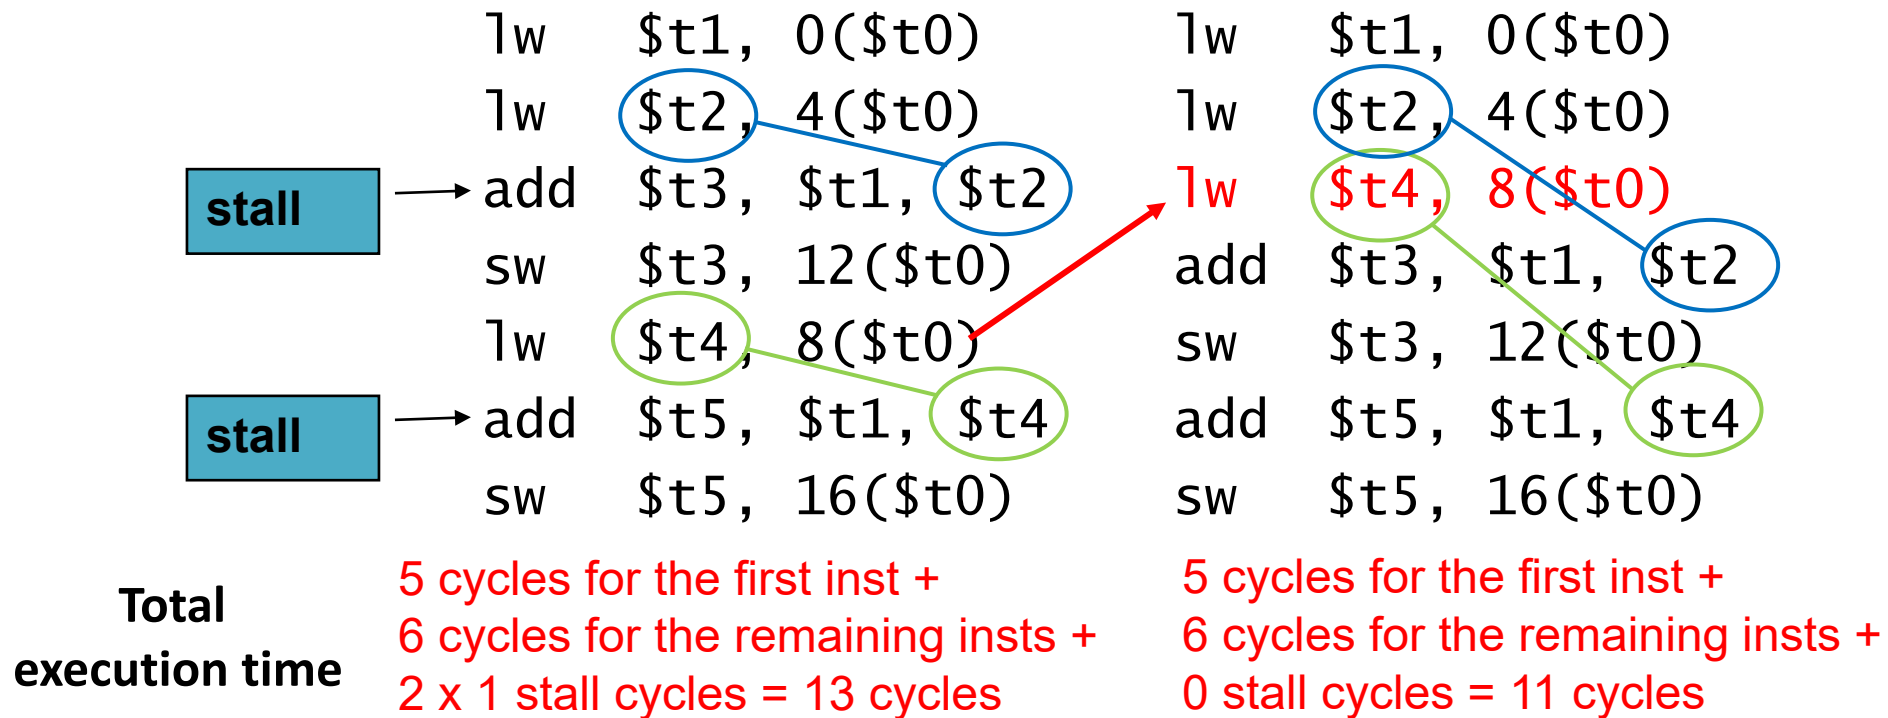 lw $t1, 0($t0)
lw $t2, 4($t0)
stall
add $t3, $t1, $t2
sw $t3, 12($t0)
lw $t4, 8($t0)
stall
add $t5, $t1, $t4
sw $t5, 16($t0)
lw $t1, 0($t0)
lw $t2, 4($t0)
lw $t4, 8($t0)
add $t3, $t1, $t2
sw $t3, 12($t0)
add $t5, $t1, $t4
sw $t5, 16($t0)
Total
execution time
5 cycles for the first inst +
6 cycles for the remaining insts +
2 x 1 stall cycles = 13 cycles
5 cycles for the first inst +
6 cycles for the remaining insts +
0 stall cycles = 11 cycles